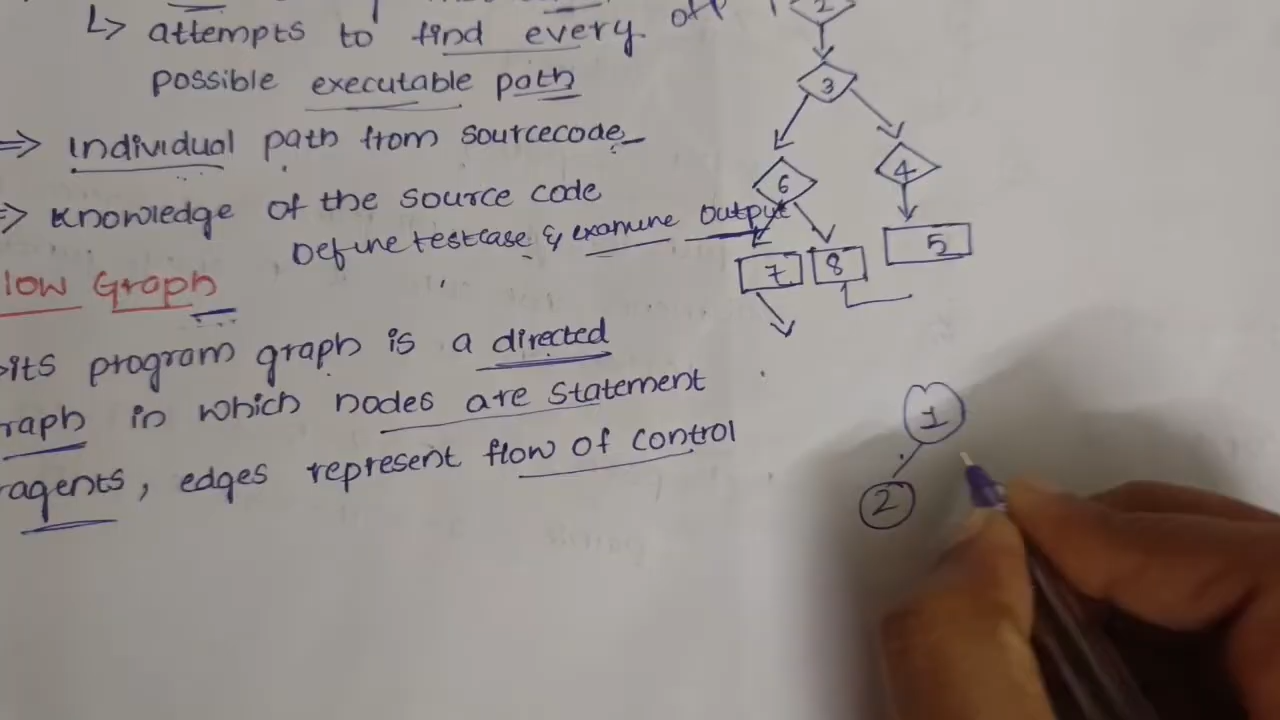 ↳ attempts to find every
possible executable path
⇒ individual path from sourcecode
⇒ knowledge of the source code
Define testcase & examine output
low Graph
its program graph is a directed
raph in which nodes are statement
ragents, edges represent flow of control
2
3
6
4
7
8
5
1
2